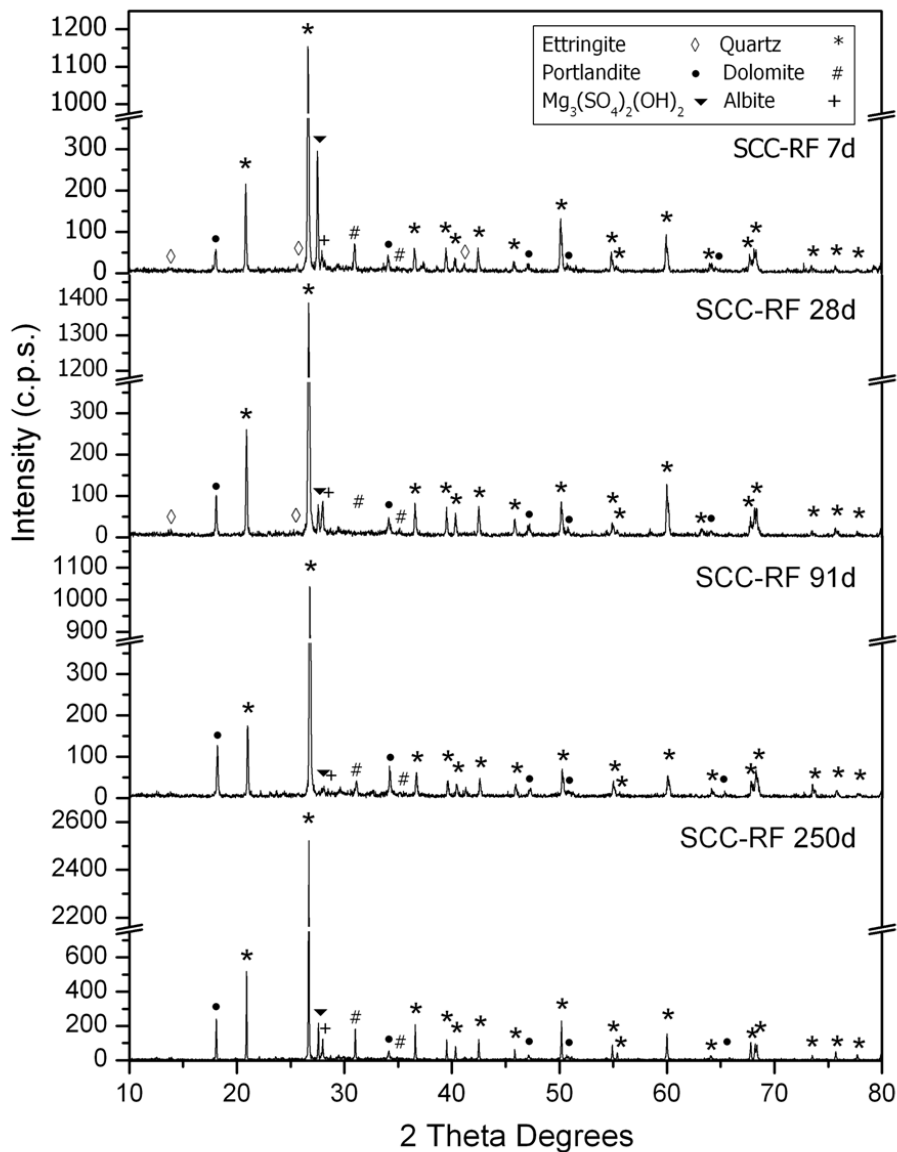 Intensity (c.p.s.)
Ettringite ◊ Quartz *
Portlandite ● Dolomite #
Mg₃(SO₄)₂(OH)₂ ▼ Albite +
SCC-RF 7d
1200
1100
1000
300
200
100
0
SCC-RF 28d
1400
1300
1200
300
200
100
0
SCC-RF 91d
1100
1000
900
300
200
100
0
SCC-RF 250d
2600
2400
2200
600
400
200
0
10 20 30 40 50 60 70 80
2 Theta Degrees